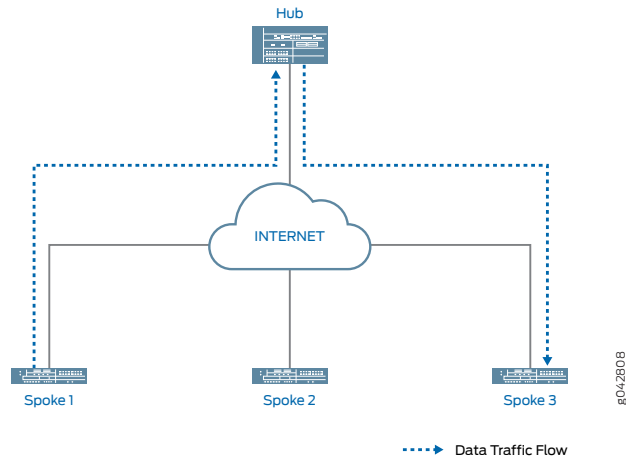 Hub
INTERNET
Spoke 1
Spoke 2
Spoke 3
g042808
Data Traffic Flow